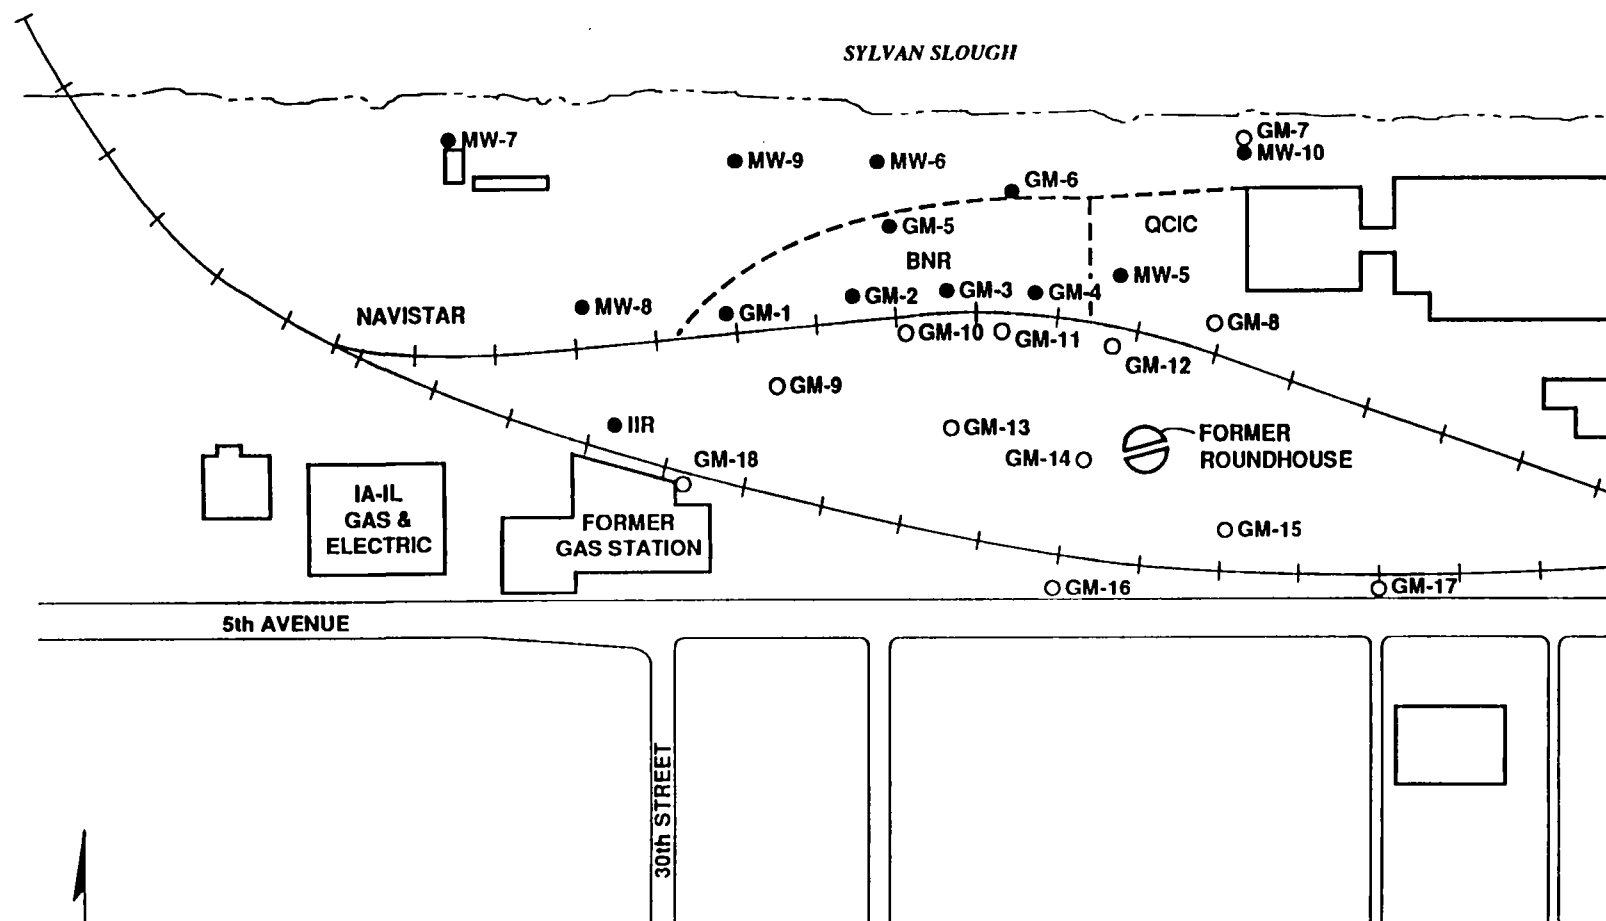 SYLVAN SLOUGH
GM-7
MW-7
MW-9
MW-6
MW-10
GM-6
GM-5
QCIC
BNR
MW-5
GM-3
GM-2
GM-4
MW-8
GM-1
NAVISTAR
GM-8
GM-10
GM-11
GM-12
GM-9
IIR
GM-13
FORMER
ROUNDHOUSE
GM-14
GM-18
IA-IL
GAS &
ELECTRIC
FORMER
GAS STATION
GM-15
GM-16
GM-17
5th AVENUE
30th STREET